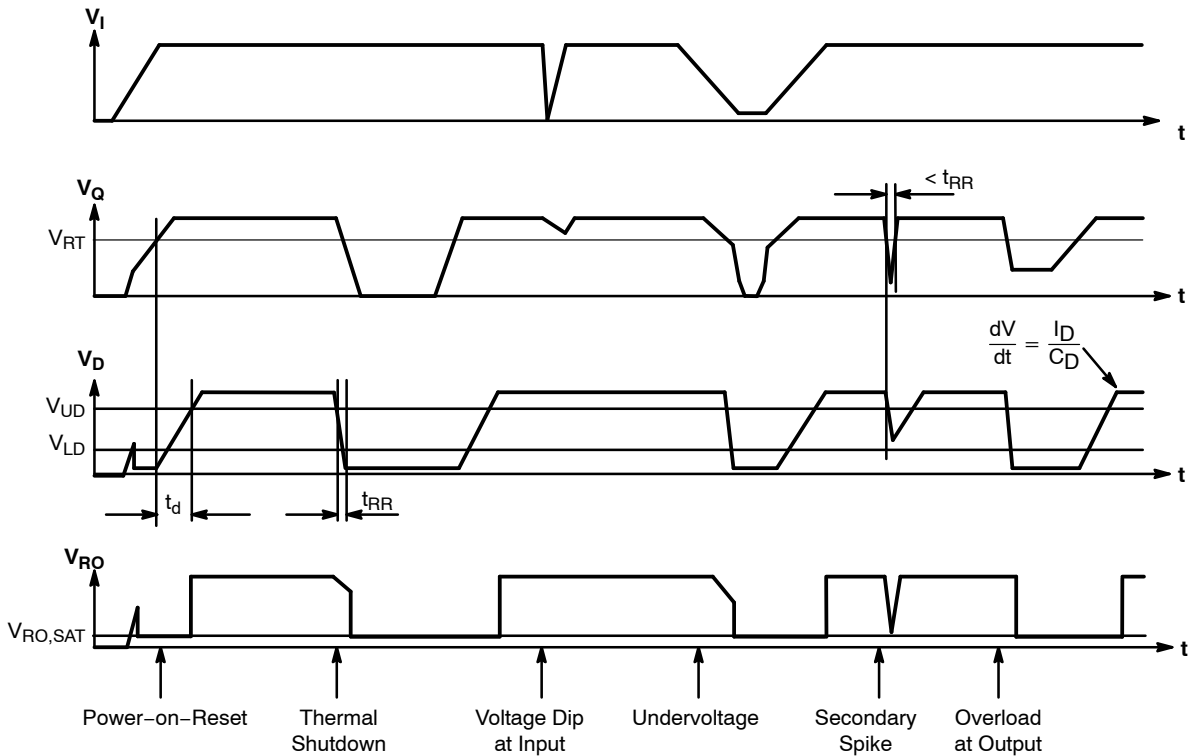 V_I
t
V_Q
< t_RR
V_RT
t
V_D
dV/dt = I_D/C_D
V_UD
V_LD
t
t_d
t_RR
V_RO
V_RO,SAT
t
Power−on−Reset
Thermal
Shutdown
Voltage Dip
at Input
Undervoltage
Secondary
Spike
Overload
at Output